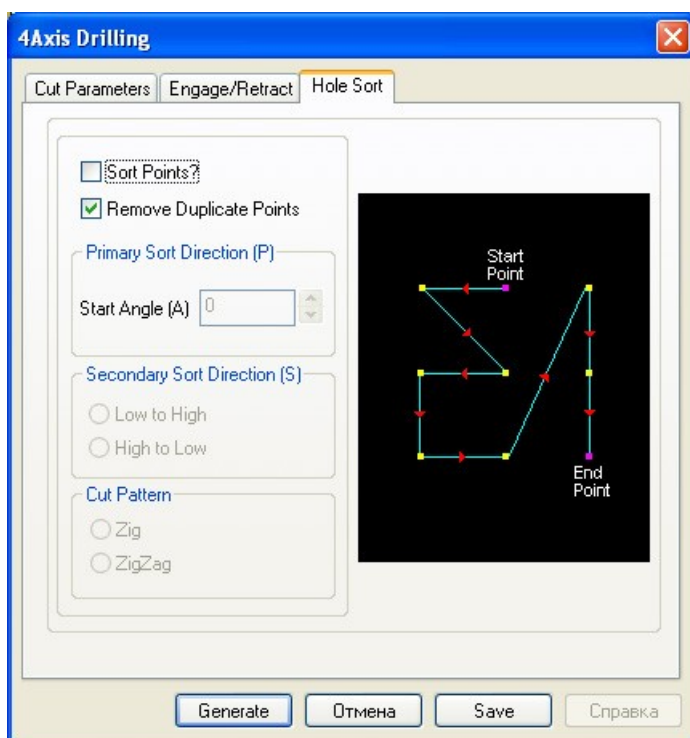 4Axis Drilling
Cut Parameters
Engage/Retract
Hole Sort
Sort Points?
Remove Duplicate Points
Primary Sort Direction (P)
Start Angle (A)
0
Secondary Sort Direction (S)
Low to High
High to Low
Cut Pattern
Zig
ZigZag
Start
Point
End
Point
Generate
Отмена
Save
Справка